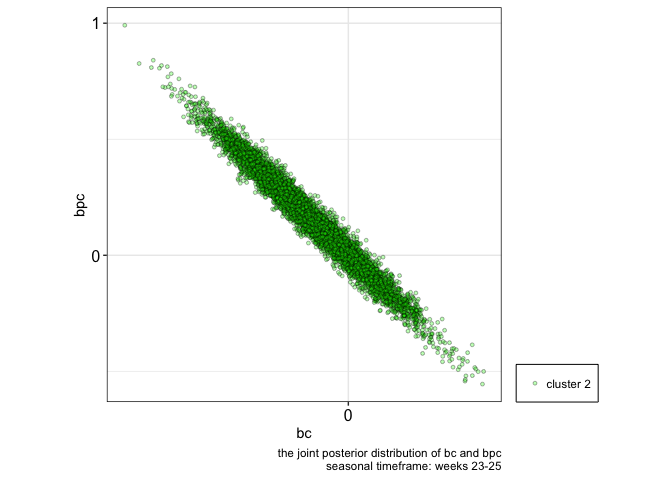 1
bpc
0
0
bc
cluster 2
the joint posterior distribution of bc and bpc
seasonal timeframe: weeks 23-25